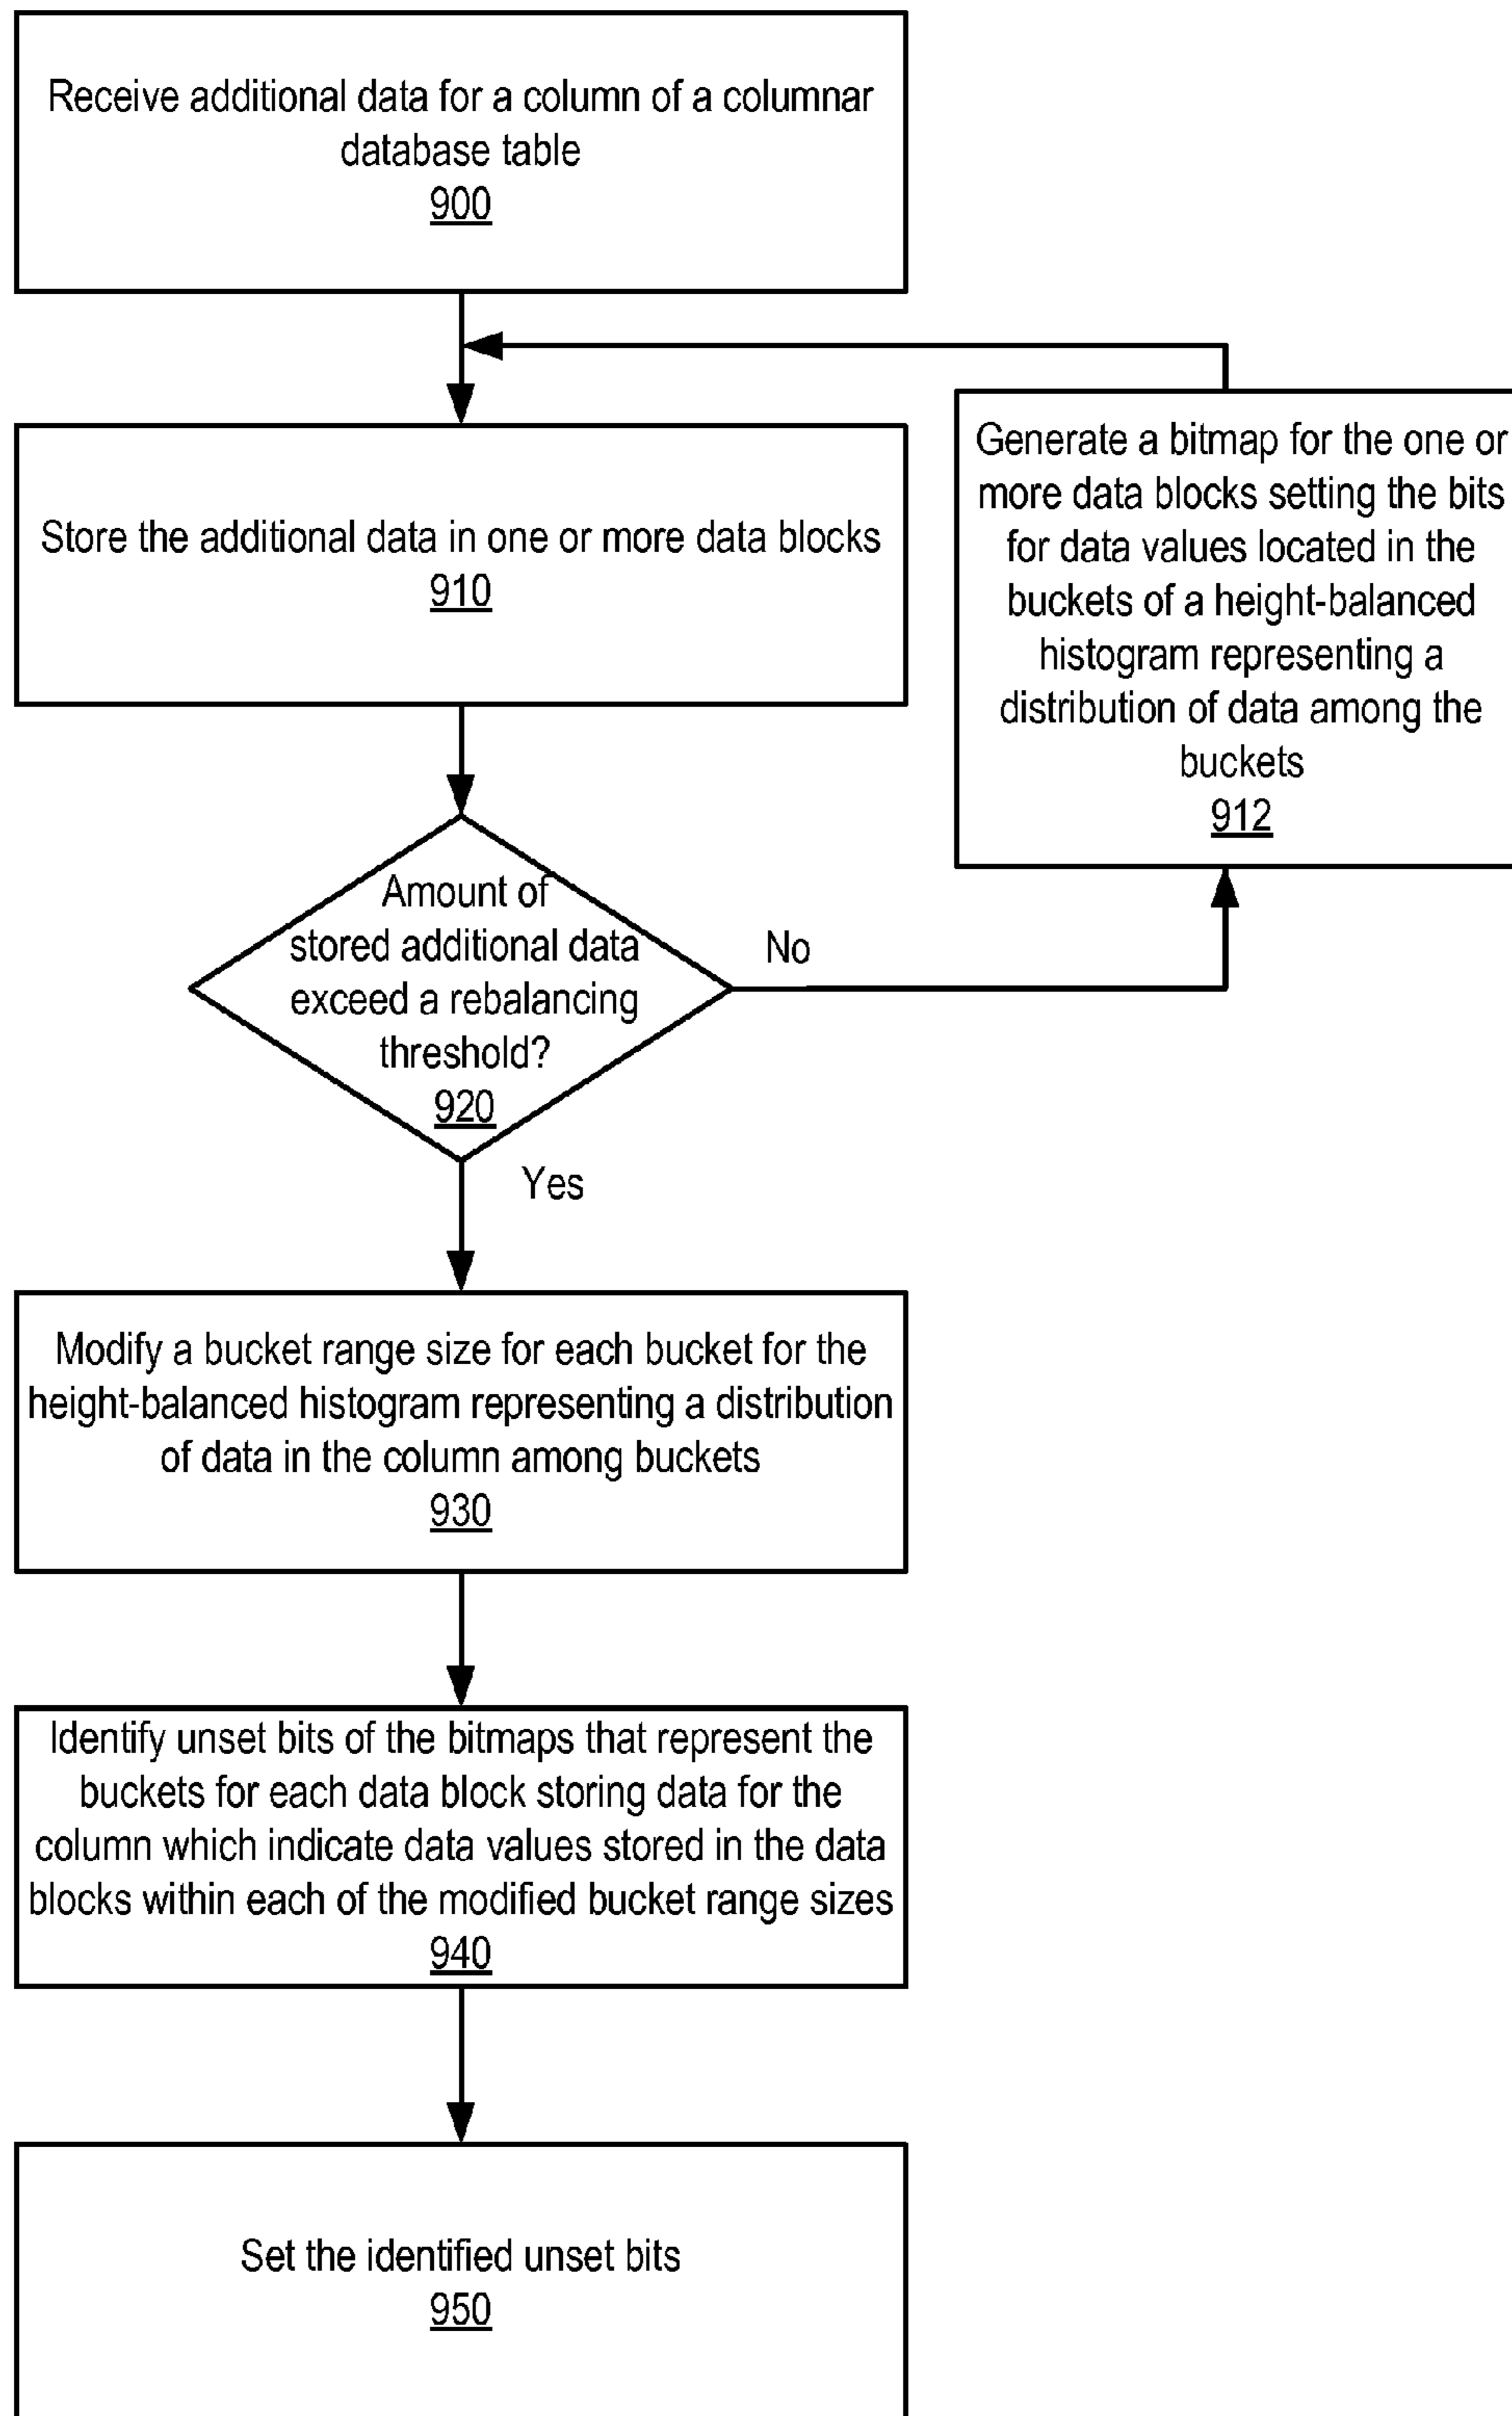 Receive additional data for a column of a columnar
database table
900
Store the additional data in one or more data blocks
910
Generate a bitmap for the one or
more data blocks setting the bits
for data values located in the
buckets of a height-balanced
histogram representing a
distribution of data among the
buckets
912
Amount of
stored additional data
exceed a rebalancing
threshold?
920
No
Yes
Modify a bucket range size for each bucket for the
height-balanced histogram representing a distribution
of data in the column among buckets
930
Identify unset bits of the bitmaps that represent the
buckets for each data block storing data for the
column which indicate data values stored in the data
blocks within each of the modified bucket range sizes
940
Set the identified unset bits
950